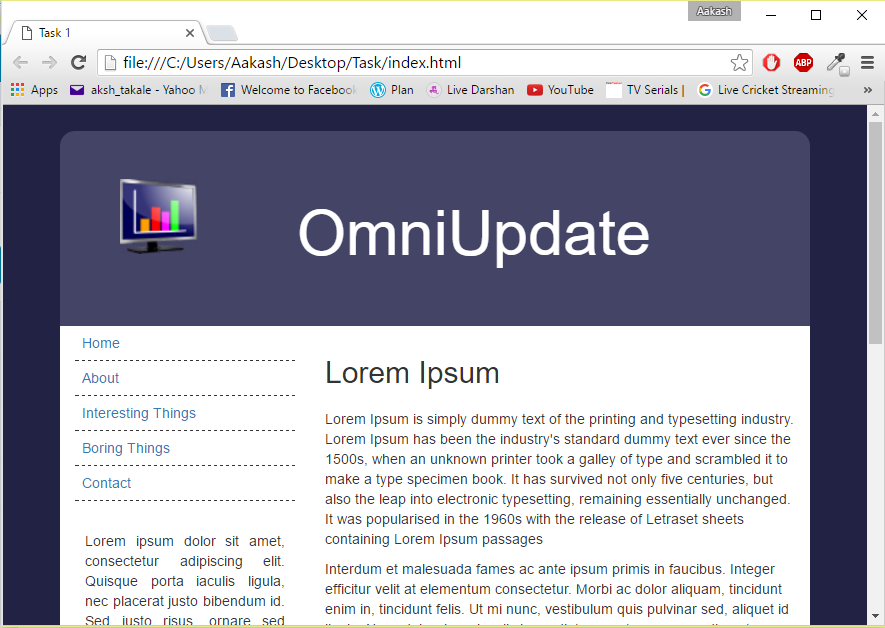 Aakash
Task 1
file:///C:/Users/Aakash/Desktop/Task/index.html
ABP
Apps aksh_takale - Yahoo M Welcome to Facebook Plan Live Darshan YouTube TV Serials | Live Cricket Streaming »
OmniUpdate
Home
About
Interesting Things
Boring Things
Contact
Lorem ipsum dolor sit amet,
consectetur adipiscing elit.
Quisque porta iaculis ligula,
nec placerat justo bibendum id.
Sed justo risus, ornare sed
Lorem Ipsum
Lorem Ipsum is simply dummy text of the printing and typesetting industry.
Lorem Ipsum has been the industry's standard dummy text ever since the
1500s, when an unknown printer took a galley of type and scrambled it to
make a type specimen book. It has survived not only five centuries, but
also the leap into electronic typesetting, remaining essentially unchanged.
It was popularised in the 1960s with the release of Letraset sheets
containing Lorem Ipsum passages
Interdum et malesuada fames ac ante ipsum primis in faucibus. Integer
efficitur velit at elementum consectetur. Morbi ac dolor aliquam, tincidunt
enim in, tincidunt felis. Ut mi nunc, vestibulum quis pulvinar sed, aliquet id